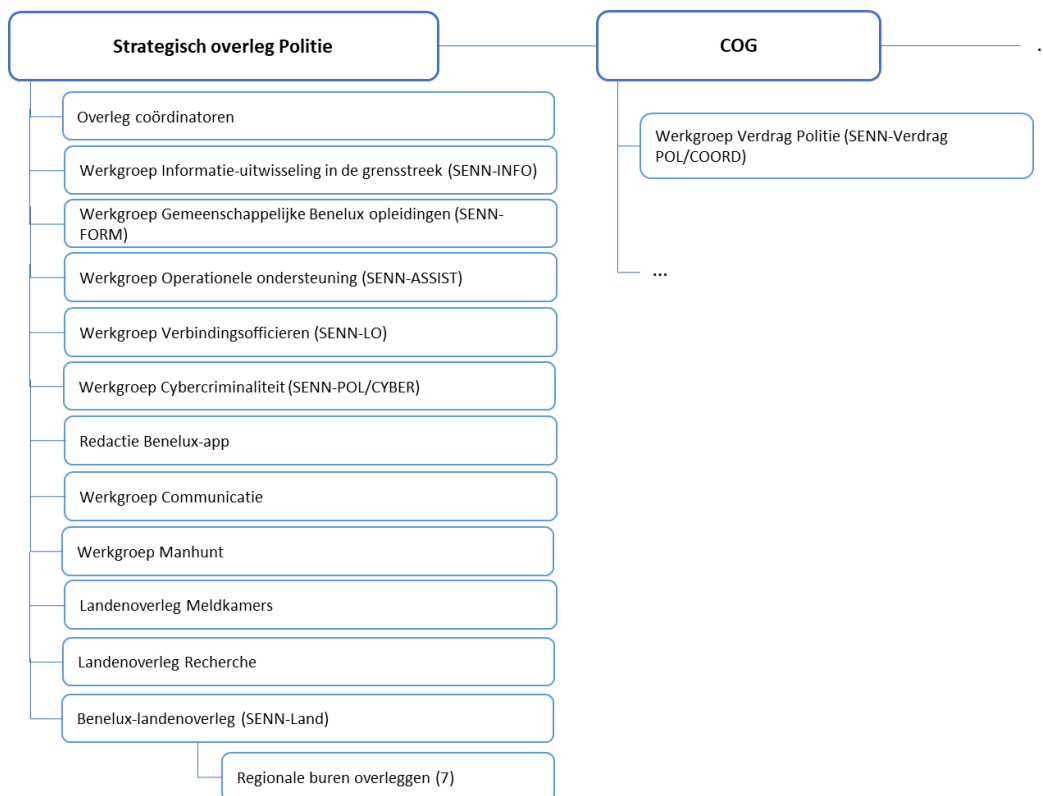 Strategisch overleg Politie
COG
.
Overleg coördinatoren
Werkgroep Informatie-uitwisseling in de grensstreek (SENN-INFO)
Werkgroep Gemeenschappelijke Benelux opleidingen (SENN-
FORM)
Werkgroep Operationele ondersteuning (SENN-ASSIST)
Werkgroep Verbindingsofficieren (SENN-LO)
Werkgroep Cybercriminaliteit (SENN-POL/CYBER)
Redactie Benelux-app
Werkgroep Communicatie
Werkgroep Manhunt
Landenoverleg Meldkamers
Landenoverleg Recherche
Benelux-landenoverleg (SENN-Land)
Regionale buren overleggen (7)
Werkgroep Verdrag Politie (SENN-Verdrag
POL/COORD)
...